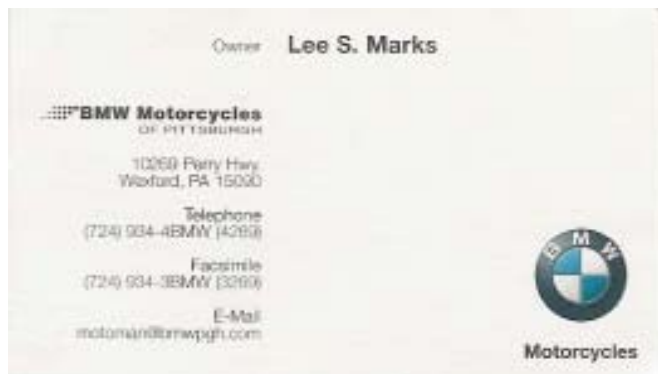 Owner Lee S. Marks
BMW Motorcycles
OF PITTSBURGH
10269 Perry Hwy.
Wexford, PA 15090
Telephone
(724) 934-4BMW (4269)
Facsimile
(724) 934-3BMW (3269)
E-Mail
motoman@bmwpgh.com
BMW
Motorcycles